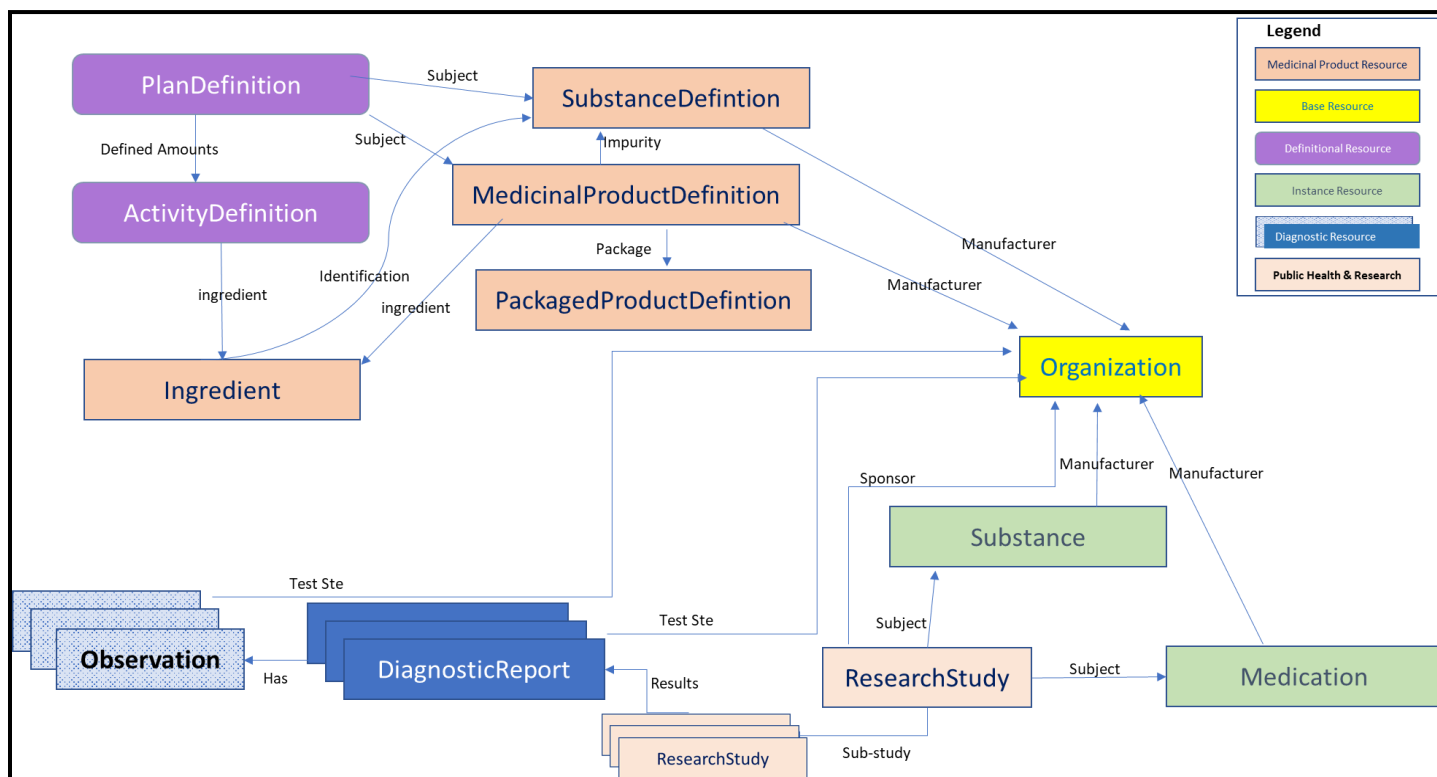 Legend
Medicinal Product Resource
Base Resource
Definitional Resource
Instance Resource
Diagnostic Resource
Public Health & Research
PlanDefinition
Subject
SubstanceDefintion
Subject
Impurity
Defined Amounts
MedicinalProductDefinition
ActivityDefinition
Manufacturer
Package
Identification
Manufacturer
ingredient
ingredient
PackagedProductDefintion
Ingredient
Organization
Manufacturer
Manufacturer
Sponsor
Substance
Test Ste
Test Ste
Subject
Observation
DiagnosticReport
Has
Results
ResearchStudy
Subject
Medication
ResearchStudy
Sub-study